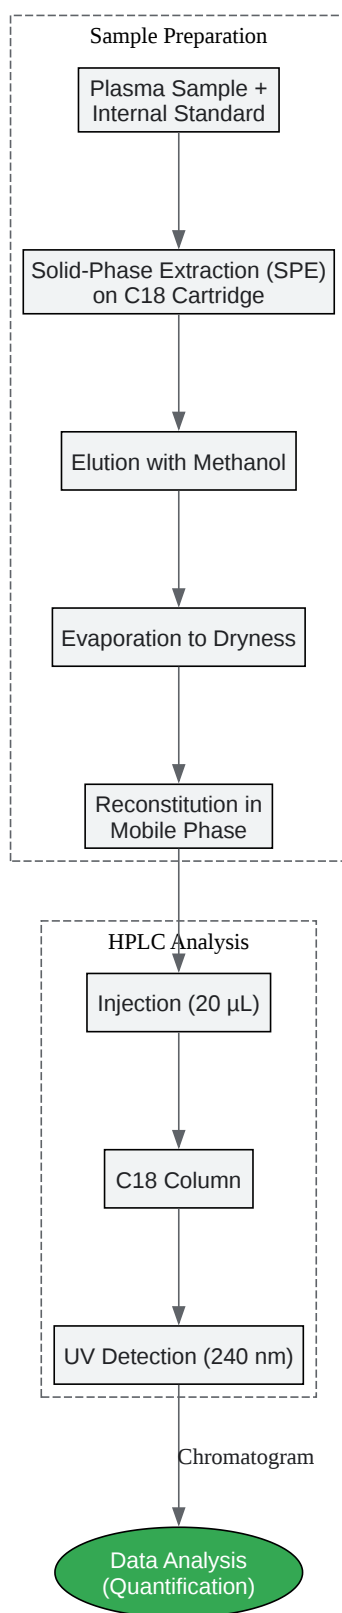 Sample Preparation
Plasma Sample +
Internal Standard
Solid-Phase Extraction (SPE)
on C18 Cartridge
Elution with Methanol
Evaporation to Dryness
Reconstitution in
Mobile Phase
HPLC Analysis
Injection (20 µL)
C18 Column
UV Detection (240 nm)
Chromatogram
Data Analysis
(Quantification)